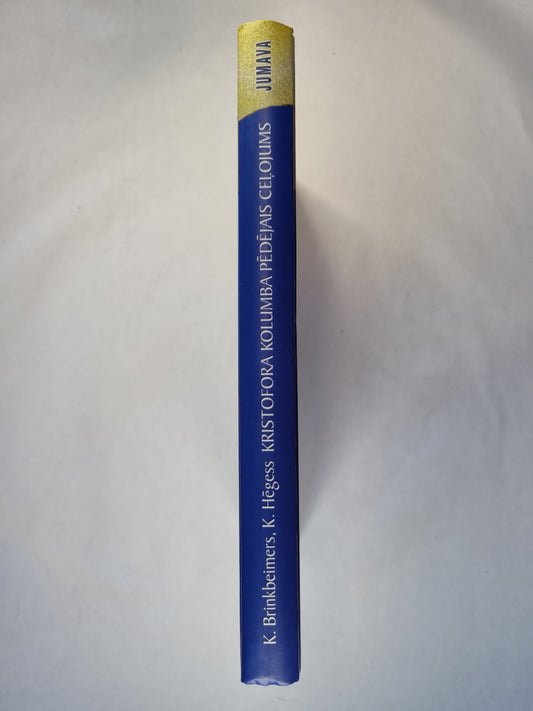 K. Brinkbeimers, K. Hēgess KRISTOFORA KOLUMBA PĒDĒJAIS CEĻOJUMS
JUMAVA